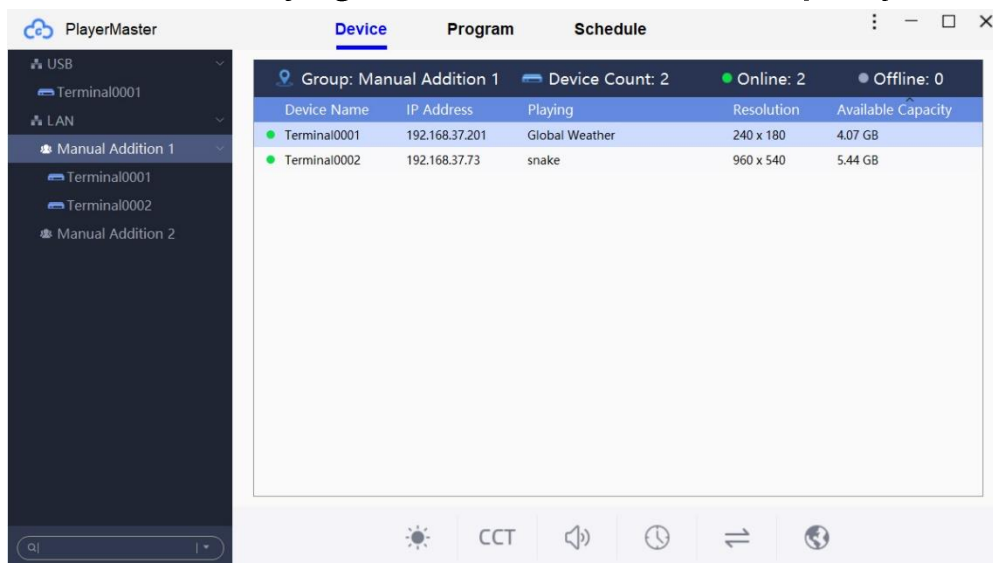 PlayerMaster
Device Program Schedule
USB
Terminal0001
LAN
Manual Addition 1
Terminal0001
Terminal0002
Manual Addition 2
Group: Manual Addition 1 Device Count: 2 Online: 2 Offline: 0
Device Name IP Address Playing Resolution Available Capacity
Terminal0001 192.168.37.201 Global Weather 240 x 180 4.07 GB
Terminal0002 192.168.37.73 snake 960 x 540 5.44 GB
CCT